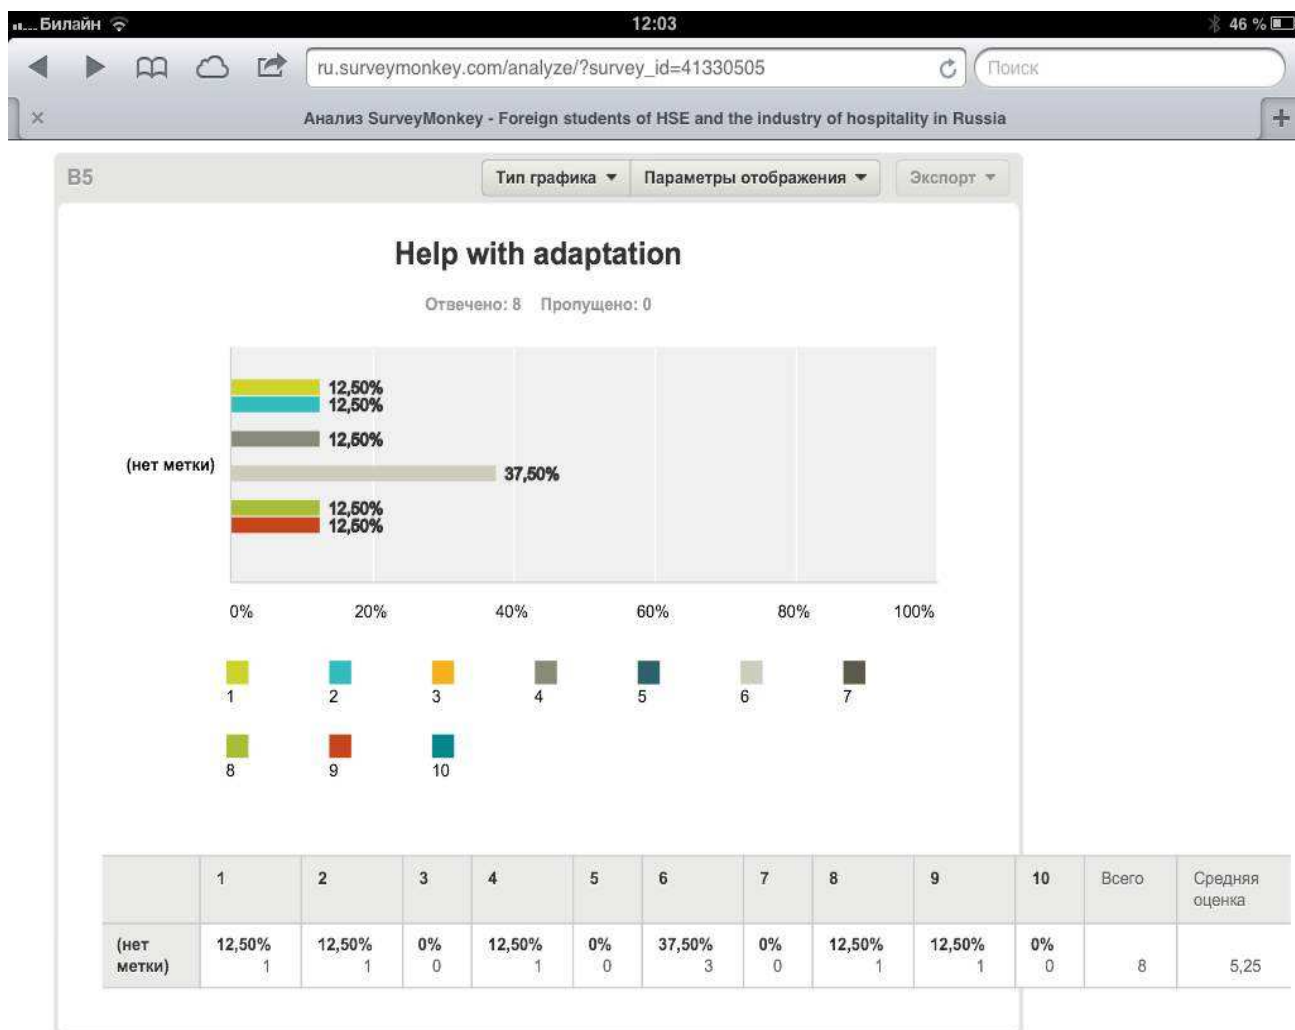 Билайн 12:03 46 %
ru.surveymonkey.com/analyze/?survey_id=41330505 Поиск
Анализ SurveyMonkey - Foreign students of HSE and the industry of hospitality in Russia
В5 Тип графика Параметры отображения Экспорт
Help with adaptation
Отвечено: 8 Пропущено: 0
12,50%
12,50%
12,50%
(нет метки) 37,50%
12,50%
12,50%
0% 20% 40% 60% 80% 100%
1 2 3 4 5 6 7
8 9 10
1 2 3 4 5 6 7 8 9 10 Всего Средняя
оценка
(нет 12,50% 12,50% 0% 12,50% 0% 37,50% 0% 12,50% 12,50% 0%
метки) 1 1 0 1 0 3 0 1 1 0 8 5,25